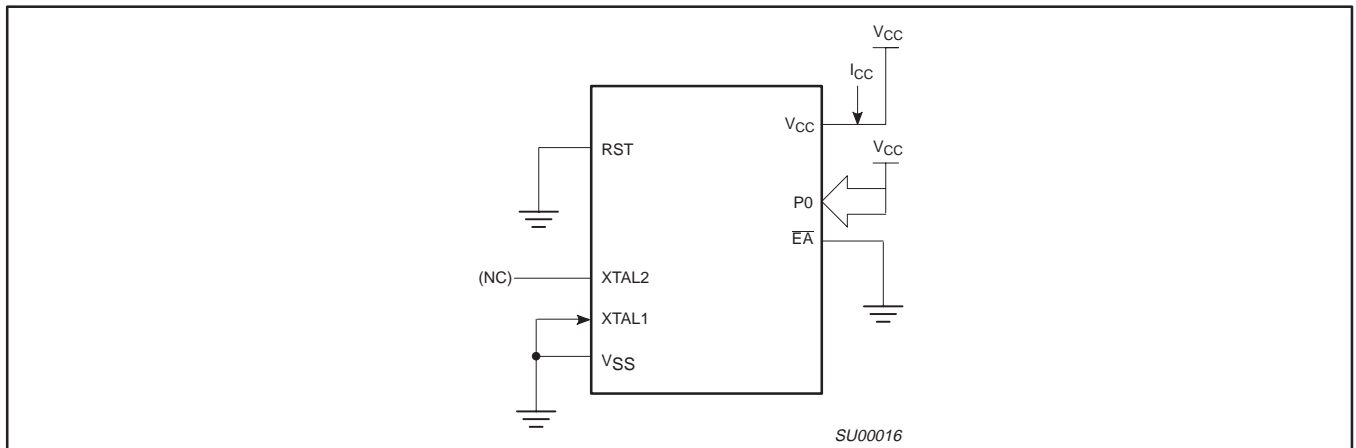 VCC
ICC
VCC
RST
VCC
P0
EA
(NC)
XTAL2
XTAL1
VSS
SU00016